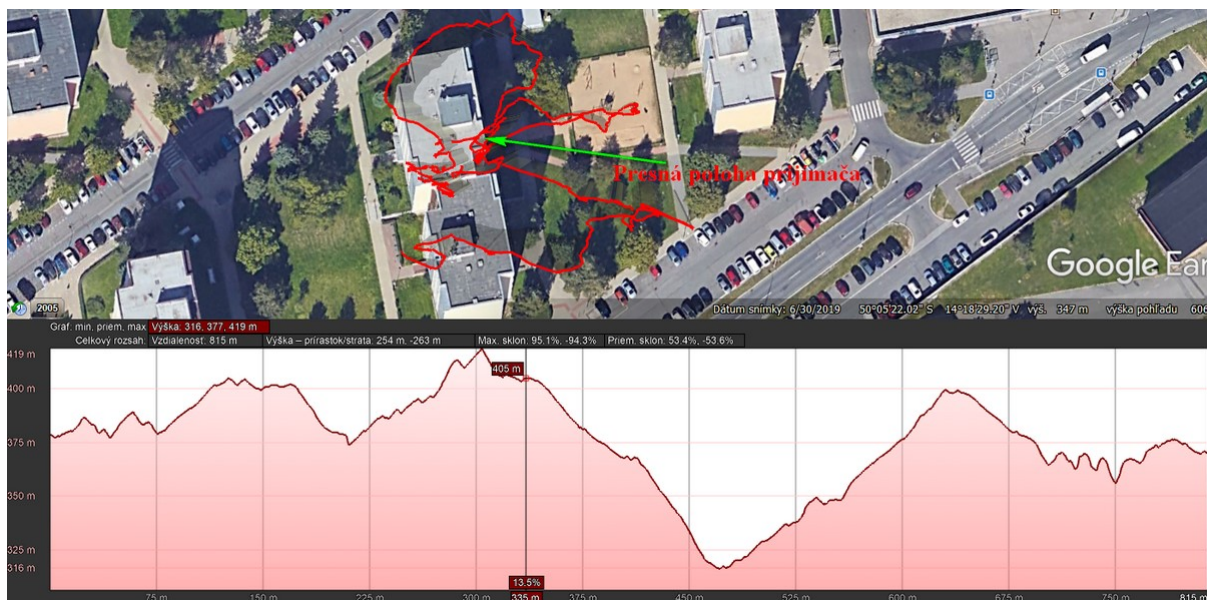 Presná poloha prijímača
Google Ear
2005
Dátum snímky: 6/30/2019 50°05'22.02" S 14°18'29.20" V výš. 347 m výška pohľadu 606
Graf: min, priem, max Výška: 316, 377, 419 m
Celkový rozsah: Vzdialenosť: 815 m Výška – prírastok/strata: 254 m, -263 m Max. sklon: 95.1%, -94.3% Priem. sklon: 53.4%, -53.6%
419 m
405 m
400 m
375 m
350 m
325 m
316 m
13.5%
75 m 150 m 225 m 300 m 335 m 375 m 450 m 525 m 600 m 675 m 750 m 815 m